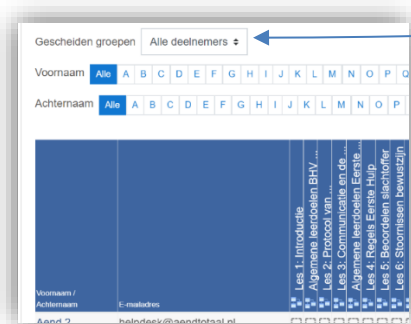 Gescheiden groepen Alle deelnemers
Voornaam Alle A B C D E F G H I J K L M N O P Q
Achternaam Alle A B C D E F G H I J K L M N O P
Les 1: Introductie
Algemene leerdoelen BHV ...
Les 2: Protocol van ...
Les 3: Communicatie en de ...
Algemene leerdoelen Eerste ...
Les 4: Regels Eerste Hulp
Les 5: Beoordelen slachtoffer
Les 6: Stoornissen bewustzijn
Voornaam /
Achternaam E-mailadres
Aend 2 helpdesk@aendtotaal.nl